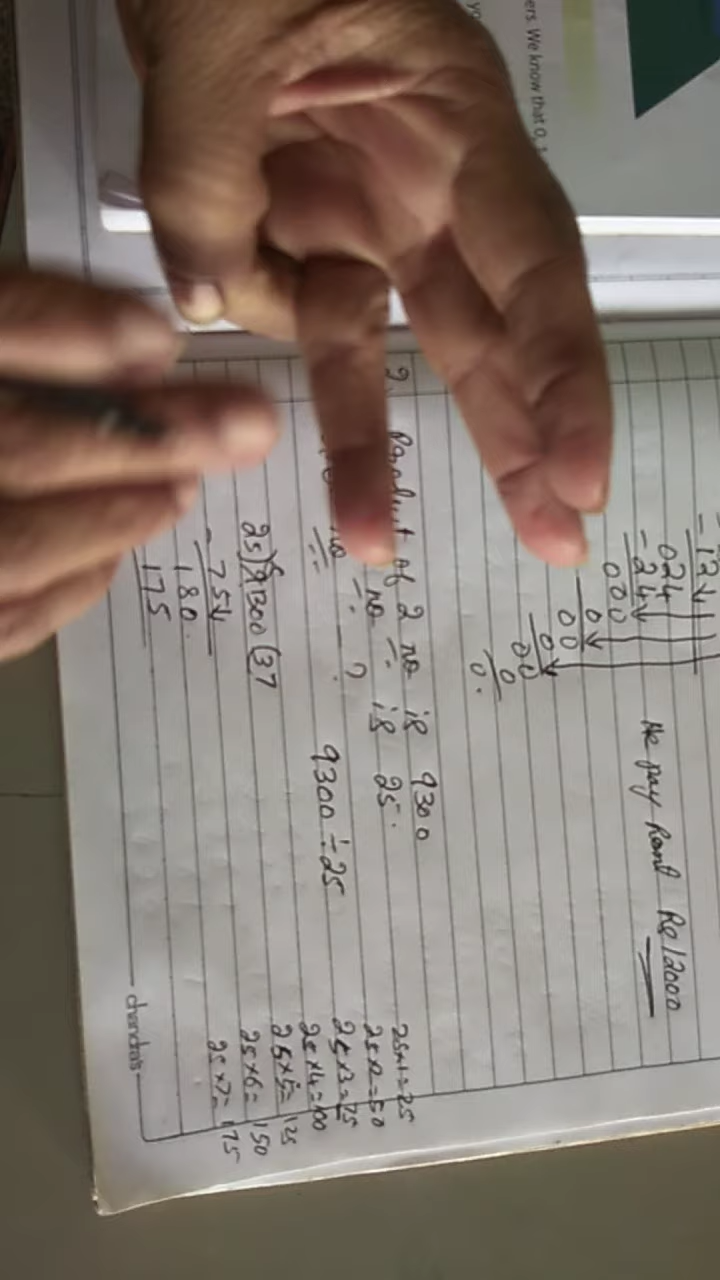 ers. We know that 0,
yo
- 12↓
024
- 24↓
000
0↓
00
0↓
00
0
0.
He pay Rent Rs 12000
2. Product of 2 no is 9300
no = is 25.
no = - ?
9300 ÷ 25
25)9300(37
- 75↓
180
175
25×1=25
25×2=50
25×3=75
25×4=100
25×5=125
25×6=150
25×7=175
chandra's